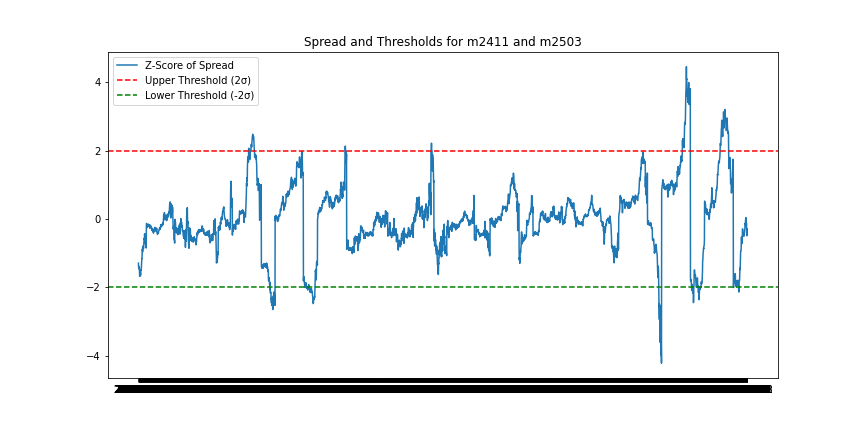 Spread and Thresholds for m2411 and m2503
Z-Score of Spread
Upper Threshold (2σ)
Lower Threshold (-2σ)
4
2
0
−2
−4